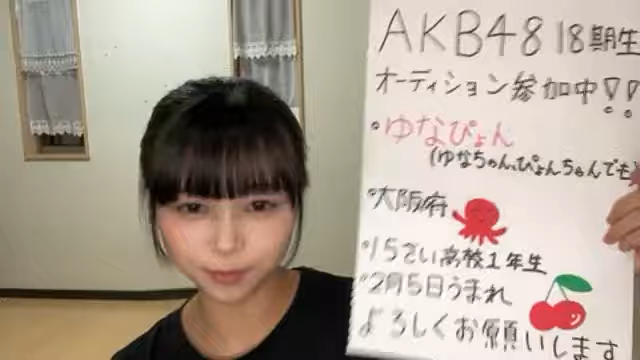 AKB48 18期生
オーディション参加中!!
・ゆなぴょん
(ゆなちゃん、ぴょんちゃんでも
・大阪府
・15さい高校1年生
・2月5日うまれ
よろしくお願いします